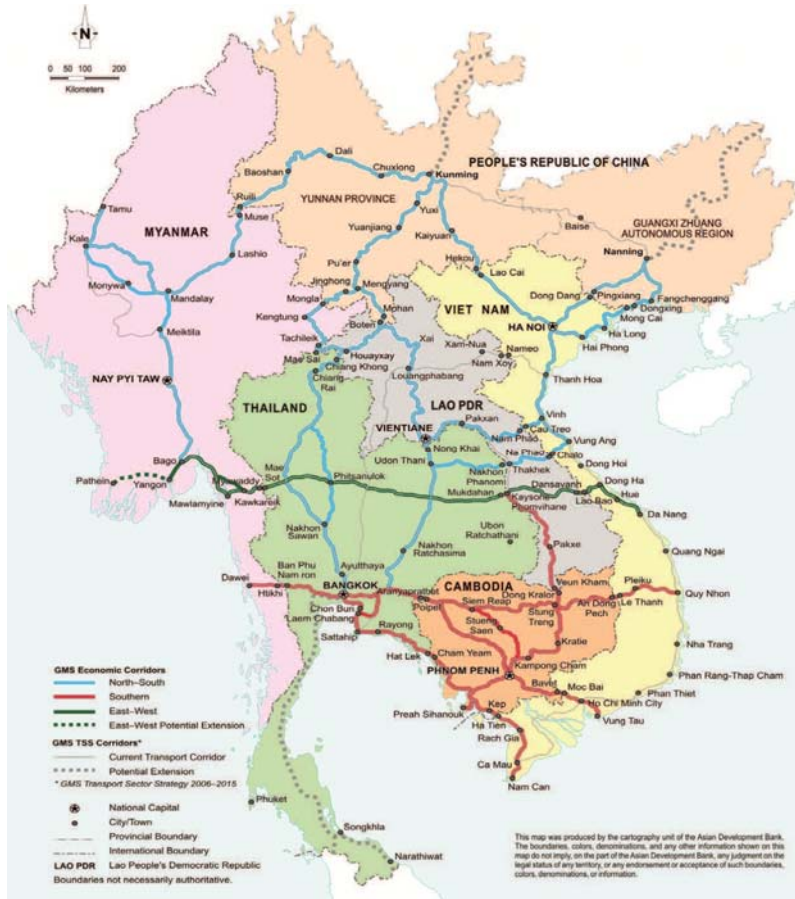 N
0 50 100 200
Kilometers
PEOPLE'S REPUBLIC OF CHINA
Dali
Baoshan
Chuxiong
Kunming
Ruili
YUNNAN PROVINCE
Yuxi
GUANGXI ZHUANG
AUTONOMOUS REGION
Tamu
Muse
Yuanjiang
Kaiyuan
Baise
MYANMAR
Kale
Lashio
Nanning
Pu'er
Hekou
Lao Cai
Monywa
Mandalay
Jinghong
Mengyang
Dong Dang
Pingxiang
Fangchenggang
Mongla
VIET NAM
Dongxing
Mong Cai
Kengtung
Mohan
Meiktila
Boten
HA NOI
Ha Long
Tachileik
Xai
Xam-Nua
Nameo
Hai Phong
Mae Sai
Houayxay
Nam Xoy
Chiang Khong
NAY PYI TAW
Chiang
Rai
Louangphabang
Thanh Hoa
THAILAND
LAO PDR
Pakxan
Vinh
VIENTIANE
Cau Treo
Nam Phao
Vung Ang
Nong Khai
Na Phao
Chalo
Bago
Udon Thani
Thakhek
Dong Hoi
Mae
Sot
Nakhon
Phanom
Pathein
Yangon
Myawaddy
Phitsanulok
Dansavanh
Dong Ha
Mukdahan
Kaysone
Phomvihane
Lao Bao
Hue
Mawlamyine
Kawkareik
Da Nang
Nakhon
Sawan
Ubon
Ratchathani
Pakxe
Nakhon
Ratchasima
Quang Ngai
Ban Phu
Nam ron
Ayutthaya
Dawei
Htikhi
BANGKOK
Aranyaprathet
CAMBODIA
Veun Kham
Pleiku
Dong Kralor
Poipet
Siem Reap
Stung
Treng
Le Thanh
Quy Nhon
Chon Buri
Laem Chabang
Stueng
Saen
Rayong
Sattahip
Kratie
Nha Trang
Hat Lek
Cham Yeam
Kampong Cham
PHNOM PENH
Bavet
Moc Bai
Phan Rang-Thap Cham
Phan Thiet
Ho Chi Minh City
Kep
Preah Sihanouk
Ha Tien
Vung Tau
Rach Gia
Ca Mau
Nam Can
Phuket
Songkhla
Narathiwat
GMS Economic Corridors
North–South
Southern
East–West
East–West Potential Extension
GMS TSS Corridors*
Current Transport Corridor
Potential Extension
* GMS Transport Sector Strategy 2006–2015
National Capital
City/Town
Provincial Boundary
International Boundary
LAO PDR Lao People's Democratic Republic
Boundaries not necessarily authoritative.
This map was produced by the cartography unit of the Asian Development Bank.
The boundaries, colors, denominations, and any other information shown on this
map do not imply, on the part of the Asian Development Bank, any judgment on the
legal status of any territory, or any endorsement or acceptance of such boundaries,
colors, denominations, or information.